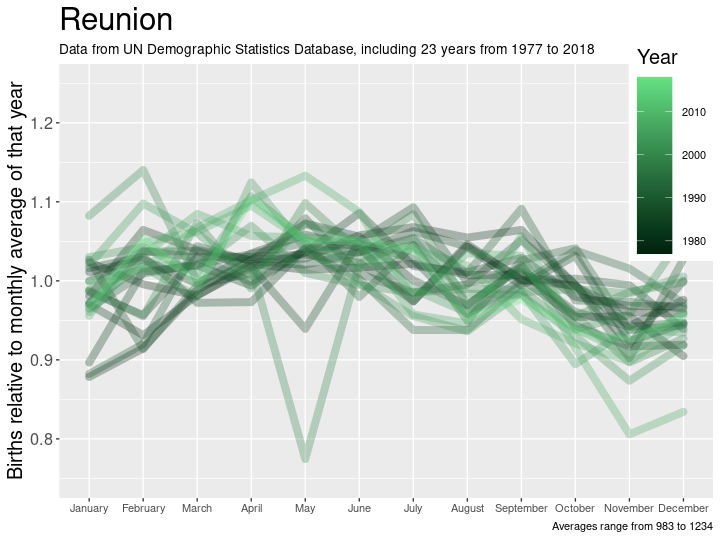 Reunion
Data from UN Demographic Statistics Database, including 23 years from 1977 to 2018
Year
2010
2000
1990
1980
Births relative to monthly average of that year
1.2
1.1
1.0
0.9
0.8
January February March April May June July August September October November December
Averages range from 983 to 1234